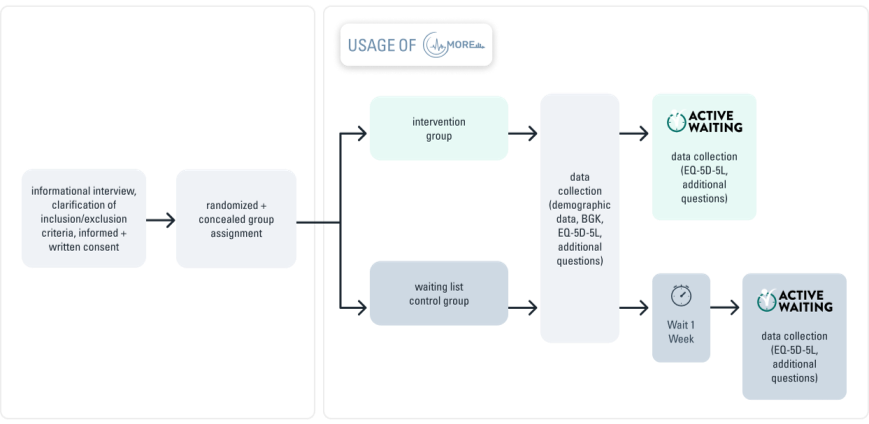 USAGE OF MORE
informational interview,
clarification of
inclusion/exclusion
criteria, informed +
written consent
randomized +
concealed group
assignment
intervention
group
waiting list
control group
data
collection
(demographic
data, BGK,
EQ-5D-5L,
additional
questions)
ACTIVE
WAITING
data collection
(EQ-5D-5L,
additional
questions)
Wait 1
Week
ACTIVE
WAITING
data collection
(EQ-5D-5L,
additional
questions)